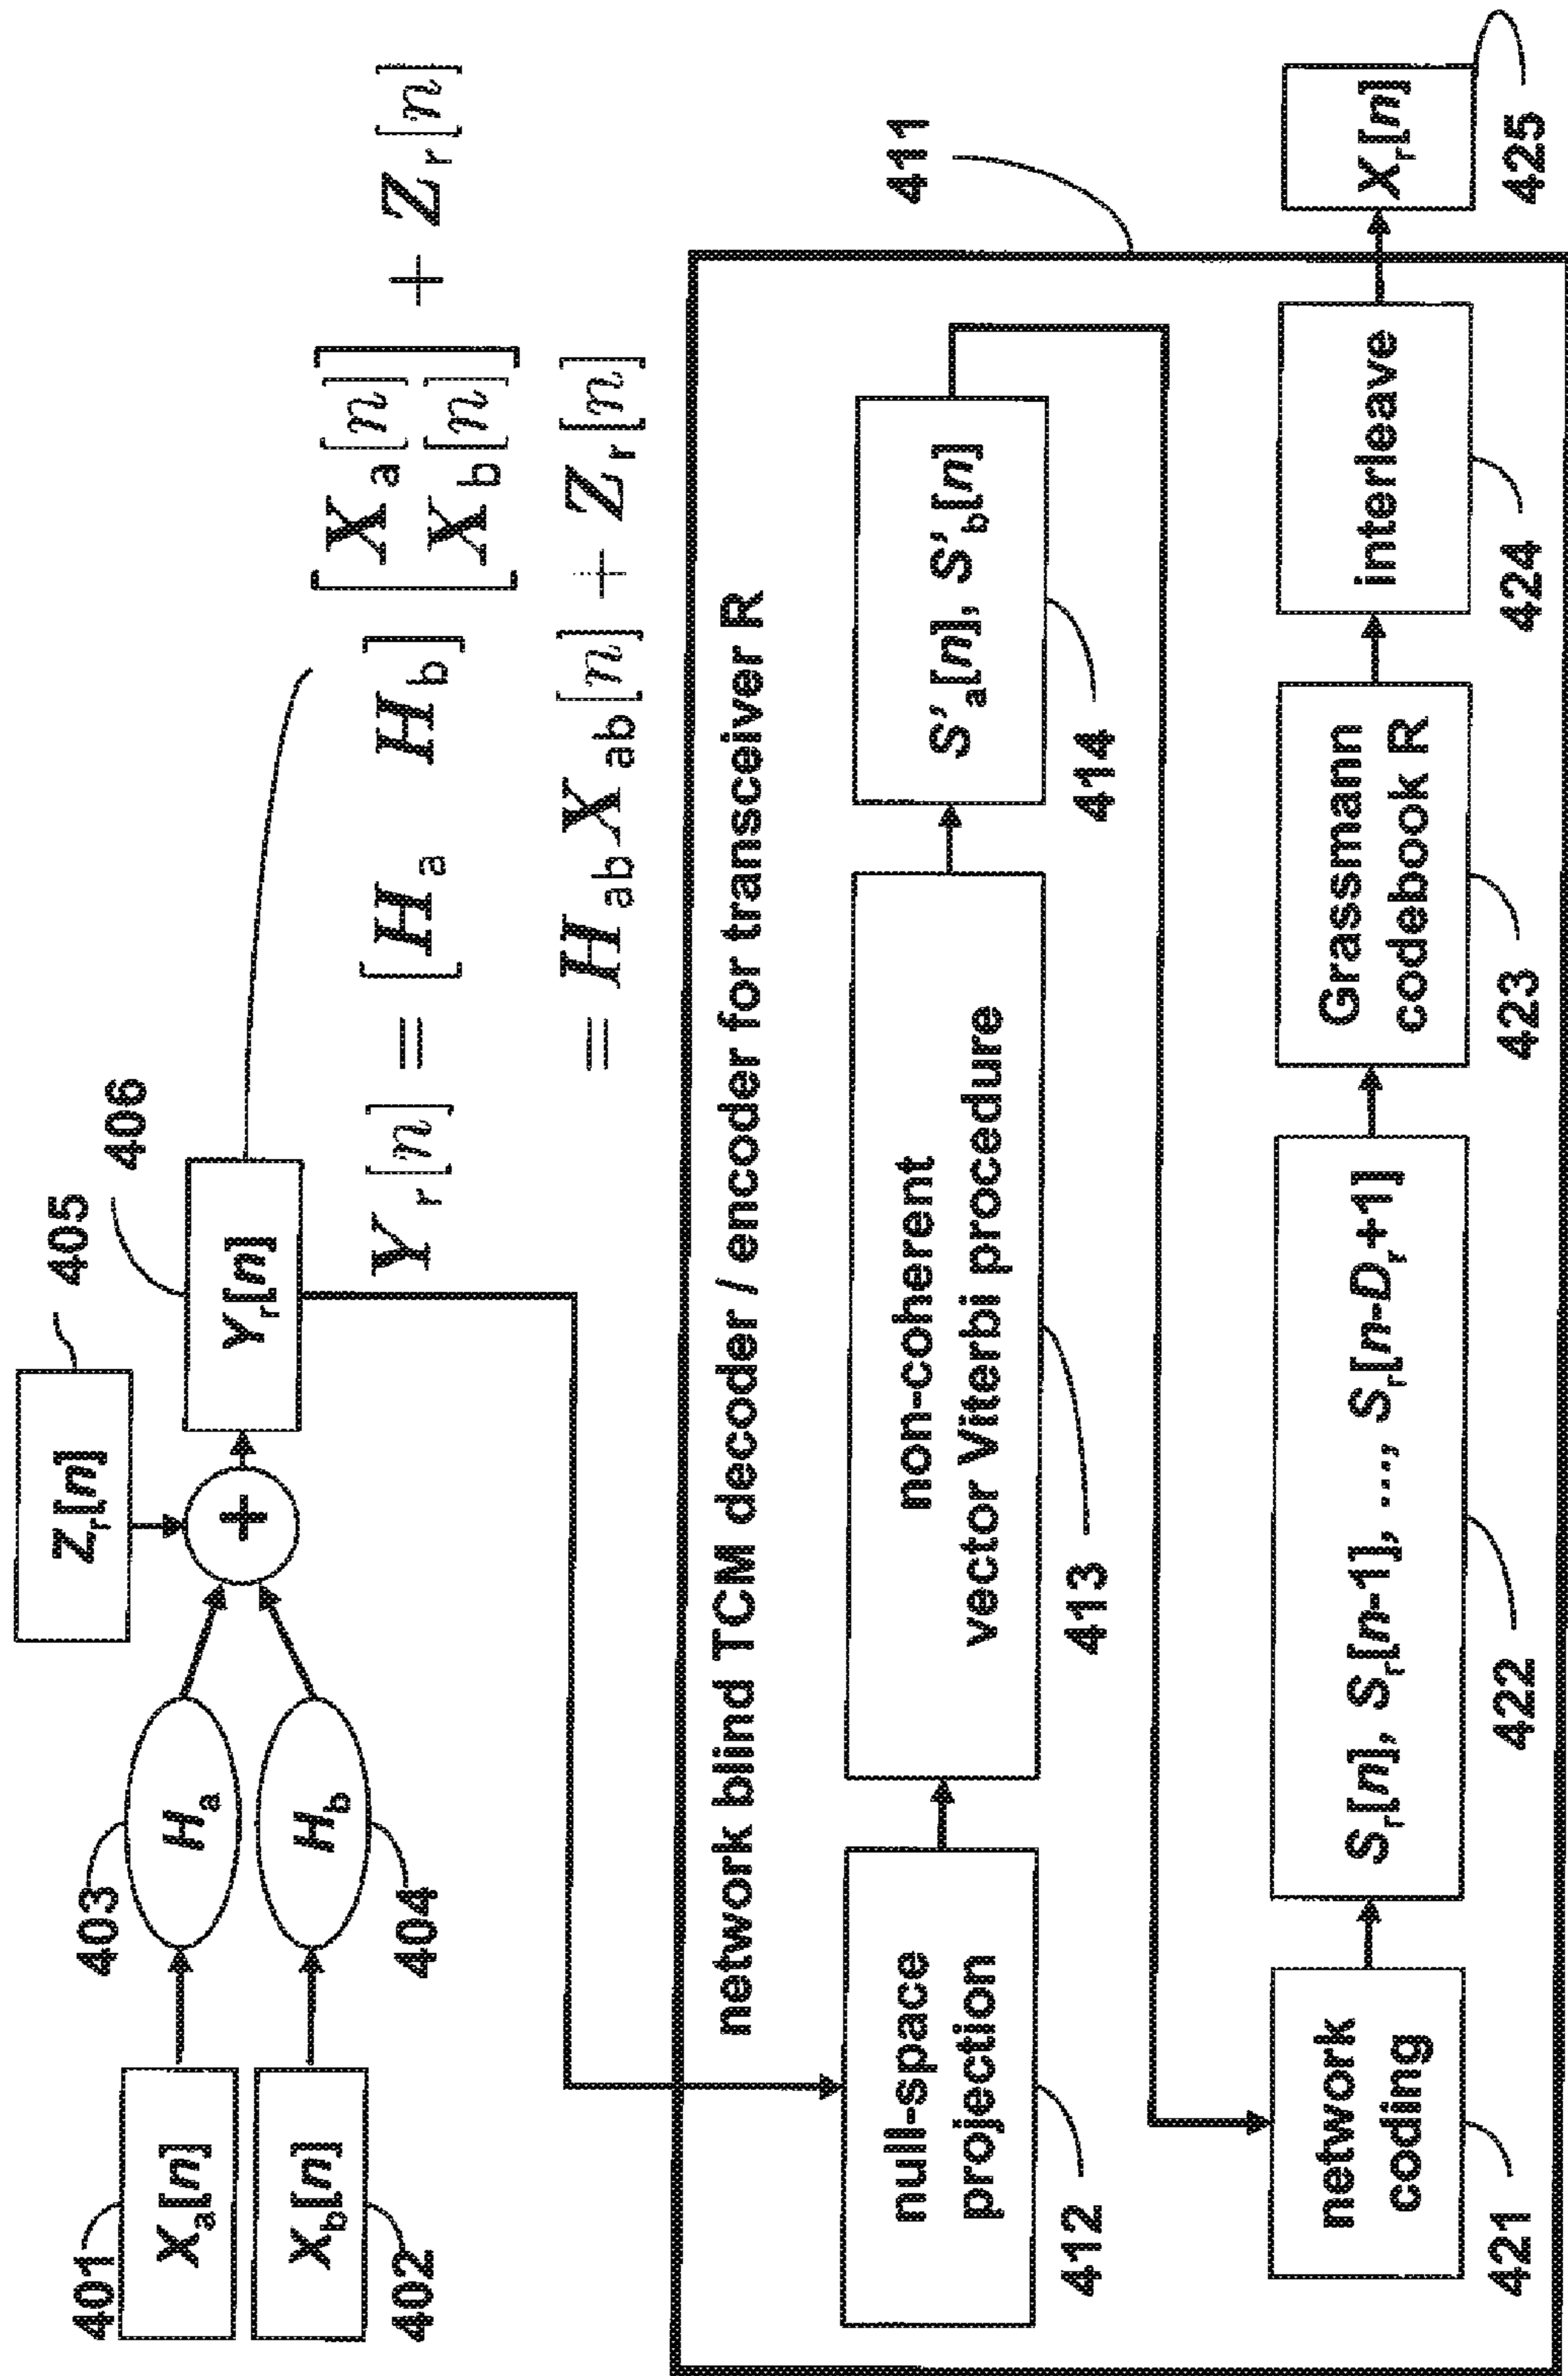 405
Z_r[n]
406
401
X_a[n]
403
H_a
+
Y_r[n]
X_b[n]
402
H_b
404
Y_r[n] = [ H_a H_b ] [ X_a[n] X_b[n] ] + Z_r[n]
= H_ab X_ab[n] + Z_r[n]
411
network blind TCM decoder / encoder for transceiver R
null-space
projection
412
non-coherent
vector Viterbi procedure
413
S'_a[n], S'_b[n]
414
network
coding
421
S_r[n], S_r[n-1], ..., S_r[n-D_r+1]
422
Grassmann
codebook R
423
interleave
424
X_r[n]
425